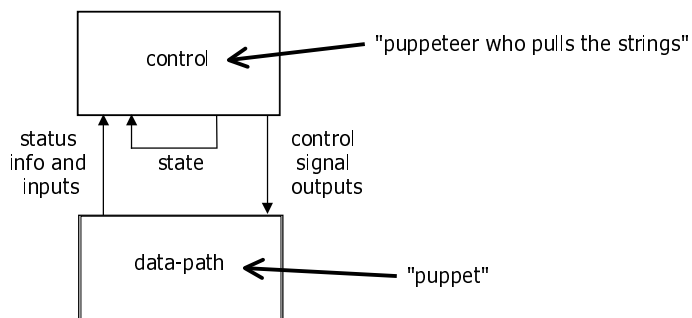 control
"puppeteer who pulls the strings"
status
info and
inputs
state
control
signal
outputs
data-path
"puppet"